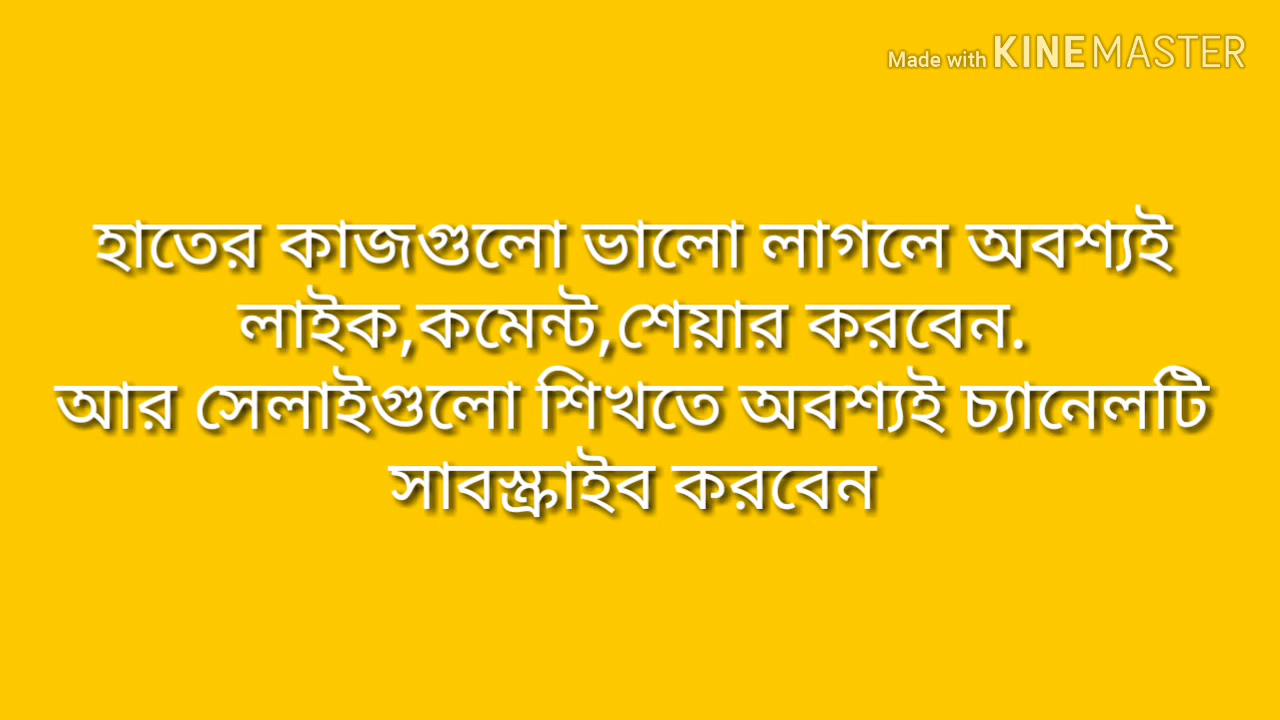 Made with KINEMASTER
হাতের কাজগুলো ভালো লাগলে অবশ্যই
লাইক,কমেন্ট,শেয়ার করবেন.
আর সেলাইগুলো শিখতে অবশ্যই চ্যানেলটি
সাবস্ক্রাইব করবেন